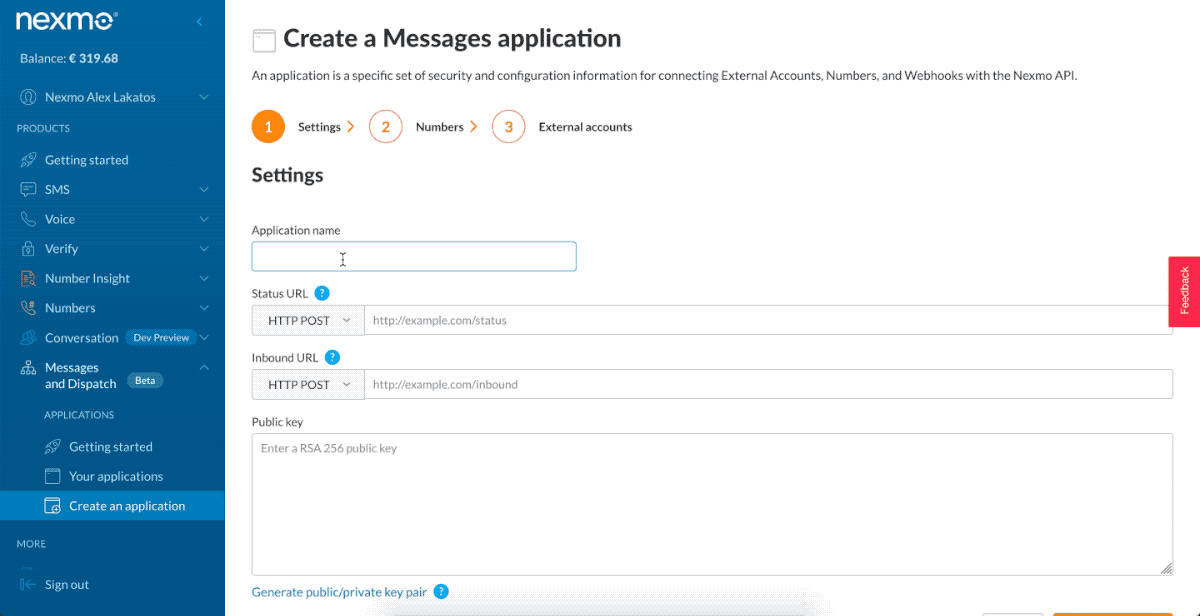 nexmo
Balance: € 319.68
Nexmo Alex Lakatos
PRODUCTS
Getting started
SMS
Voice
Verify
Number Insight
Numbers
Conversation Dev Preview
Messages
and Dispatch Beta
APPLICATIONS
Getting started
Your applications
Create an application
MORE
Sign out
Create a Messages application
An application is a specific set of security and configuration information for connecting External Accounts, Numbers, and Webhooks with the Nexmo API.
1 Settings 2 Numbers 3 External accounts
Settings
Application name
Status URL ?
HTTP POST http://example.com/status
Inbound URL ?
HTTP POST http://example.com/inbound
Public key
Enter a RSA 256 public key
Generate public/private key pair ?
Feedback